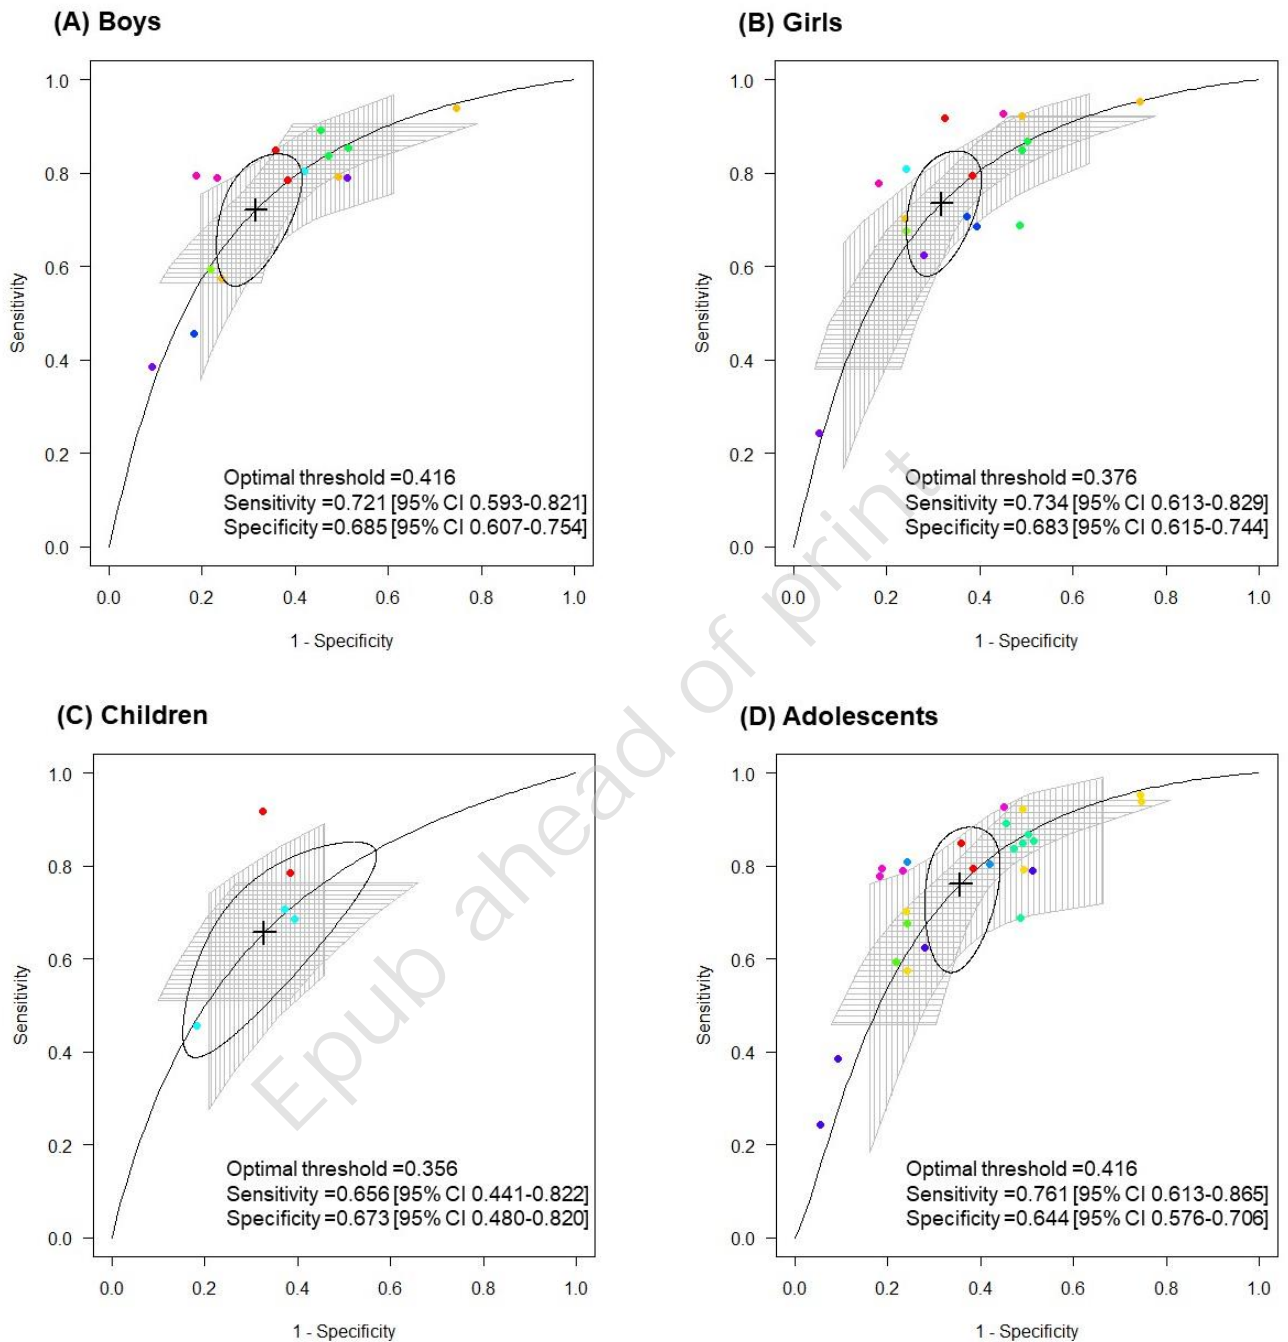 (A) Boys
1.0
0.8
0.6
0.4
0.2
0.0
Sensitivity
Optimal threshold =0.416
Sensitivity =0.721 [95% CI 0.593-0.821]
Specificity =0.685 [95% CI 0.607-0.754]
0.0 0.2 0.4 0.6 0.8 1.0
1 - Specificity
(B) Girls
1.0
0.8
0.6
0.4
0.2
0.0
Sensitivity
Optimal threshold =0.376
Sensitivity =0.734 [95% CI 0.613-0.829]
Specificity =0.683 [95% CI 0.615-0.744]
0.0 0.2 0.4 0.6 0.8 1.0
1 - Specificity
(C) Children
1.0
0.8
0.6
0.4
0.2
0.0
Sensitivity
Optimal threshold =0.356
Sensitivity =0.656 [95% CI 0.441-0.822]
Specificity =0.673 [95% CI 0.480-0.820]
0.0 0.2 0.4 0.6 0.8 1.0
1 - Specificity
(D) Adolescents
1.0
0.8
0.6
0.4
0.2
0.0
Sensitivity
Optimal threshold =0.416
Sensitivity =0.761 [95% CI 0.613-0.865]
Specificity =0.644 [95% CI 0.576-0.706]
0.0 0.2 0.4 0.6 0.8 1.0
1 - Specificity
Epub ahead of print